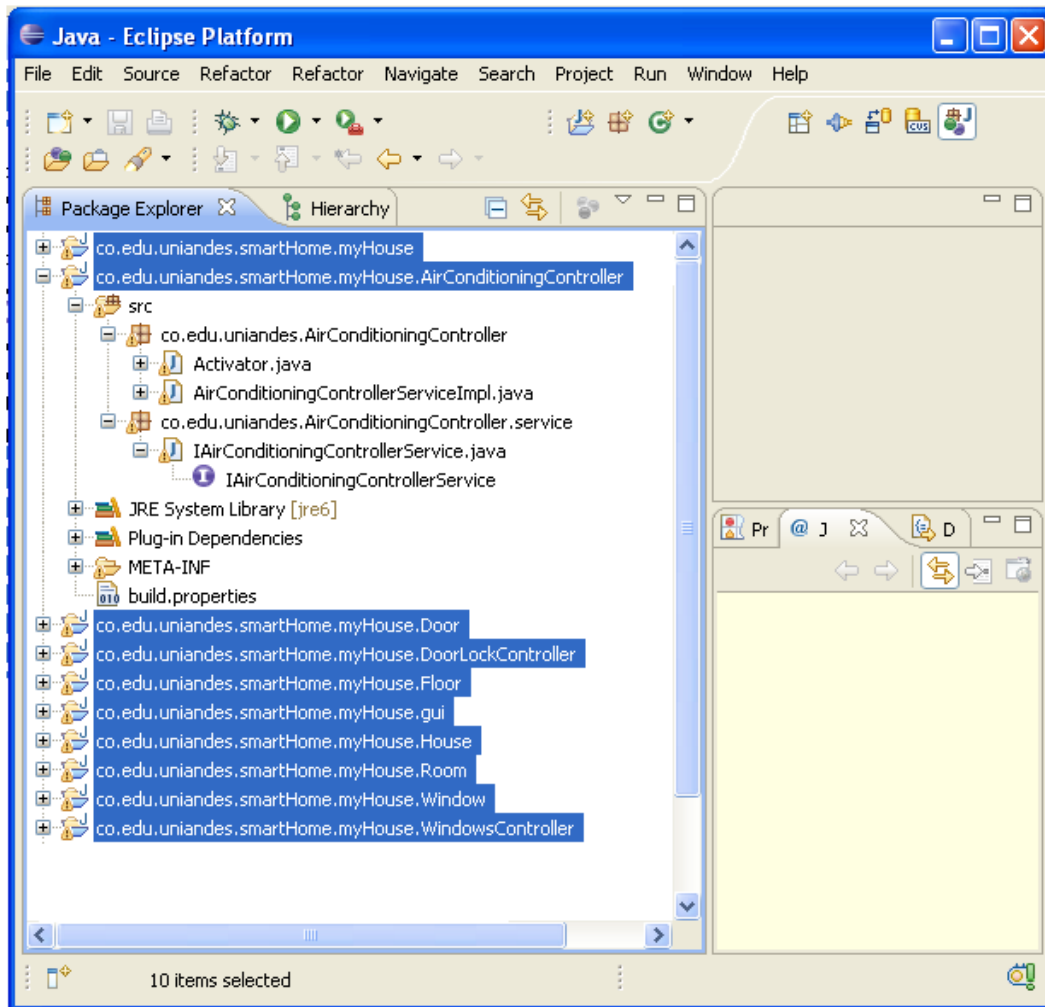 Java - Eclipse Platform
File Edit Source Refactor Refactor Navigate Search Project Run Window Help
CVS
Package Explorer Hierarchy
co.edu.uniandes.smartHome.myHouse
co.edu.uniandes.smartHome.myHouse.AirConditioningController
src
co.edu.uniandes.AirConditioningController
Activator.java
AirConditioningControllerServiceImpl.java
co.edu.uniandes.AirConditioningController.service
IAirConditioningControllerService.java
IAirConditioningControllerService
JRE System Library [jre6]
Plug-in Dependencies
META-INF
build.properties
co.edu.uniandes.smartHome.myHouse.Door
co.edu.uniandes.smartHome.myHouse.DoorLockController
co.edu.uniandes.smartHome.myHouse.Floor
co.edu.uniandes.smartHome.myHouse.gui
co.edu.uniandes.smartHome.myHouse.House
co.edu.uniandes.smartHome.myHouse.Room
co.edu.uniandes.smartHome.myHouse.Window
co.edu.uniandes.smartHome.myHouse.WindowsController
Pr @ J D
10 items selected